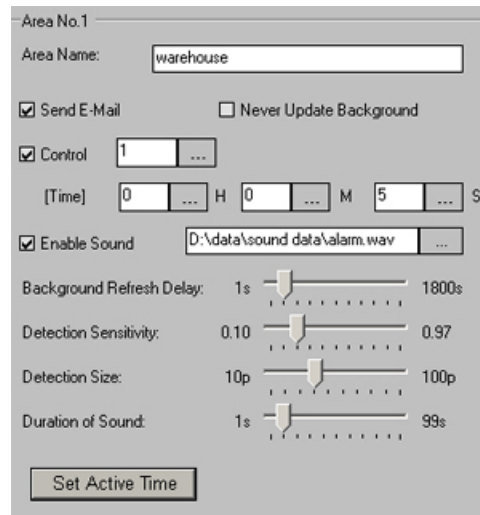 Area No.1
Area Name: warehouse
Send E-Mail Never Update Background
Control 1 ...
[Time] 0 ... H 0 ... M 5 ... S
Enable Sound D:\data\sound data\alarm.wav ...
Background Refresh Delay: 1s 1800s
Detection Sensitivity: 0.10 0.97
Detection Size: 10p 100p
Duration of Sound: 1s 99s
Set Active Time